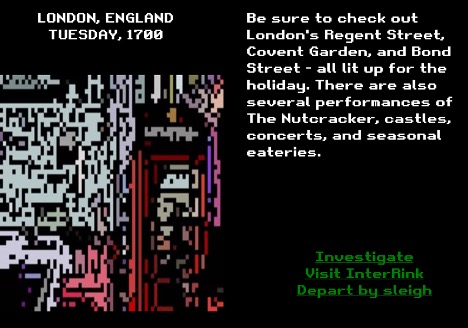 LONDON, ENGLAND
TUESDAY, 1700
Be sure to check out
London's Regent Street,
Covent Garden, and Bond
Street - all lit up for the
holiday. There are also
several performances of
The Nutcracker, castles,
concerts, and seasonal
eateries.
Investigate
Visit InterRink
Depart by sleigh